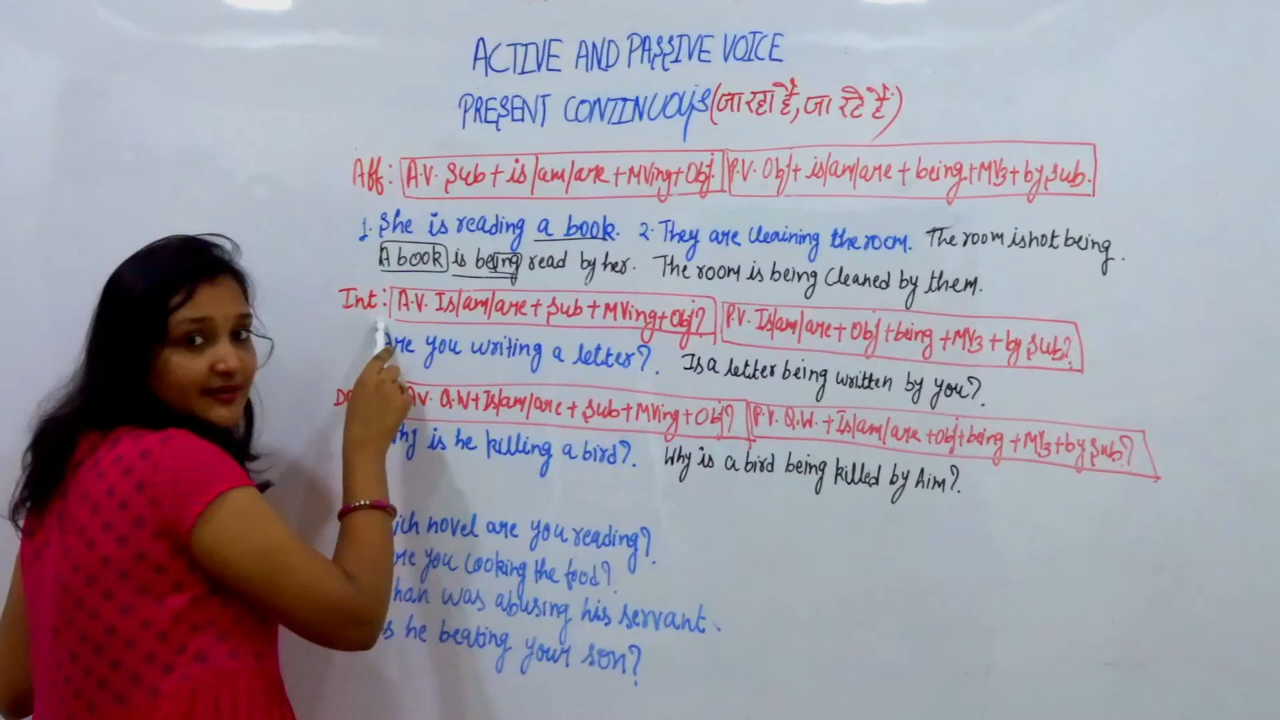 ACTIVE AND PASSIVE VOICE
PRESENT CONTINUOUS (जा रहा है, जा रहे हैं)
Aff: A.V. Sub + is/am/are + MVing + Obj. P.V. Obj + is/am/are + being + MV3 + by sub.
1. She is reading a book. 2. They are cleaining the room. The room is not being.
A book is being read by her. The room is being cleaned by them.
Int: A.V. Is/am/are + Sub + MVing + Obj? P.V. Is/am/are + Obj + being + MV3 + by sub?
Are you writing a letter?. Is a letter being written by you?.
A.V. Q.W + Is/am/are + Sub + MVing + Obj? P.V. Q.W. + Is/am/are + Obj + being + MV3 + by sub?
is he killing a bird?. Why is a bird being killed by him?.
novel are you reading?
you cooking the food?
was abusing his servant.
he beating your son?